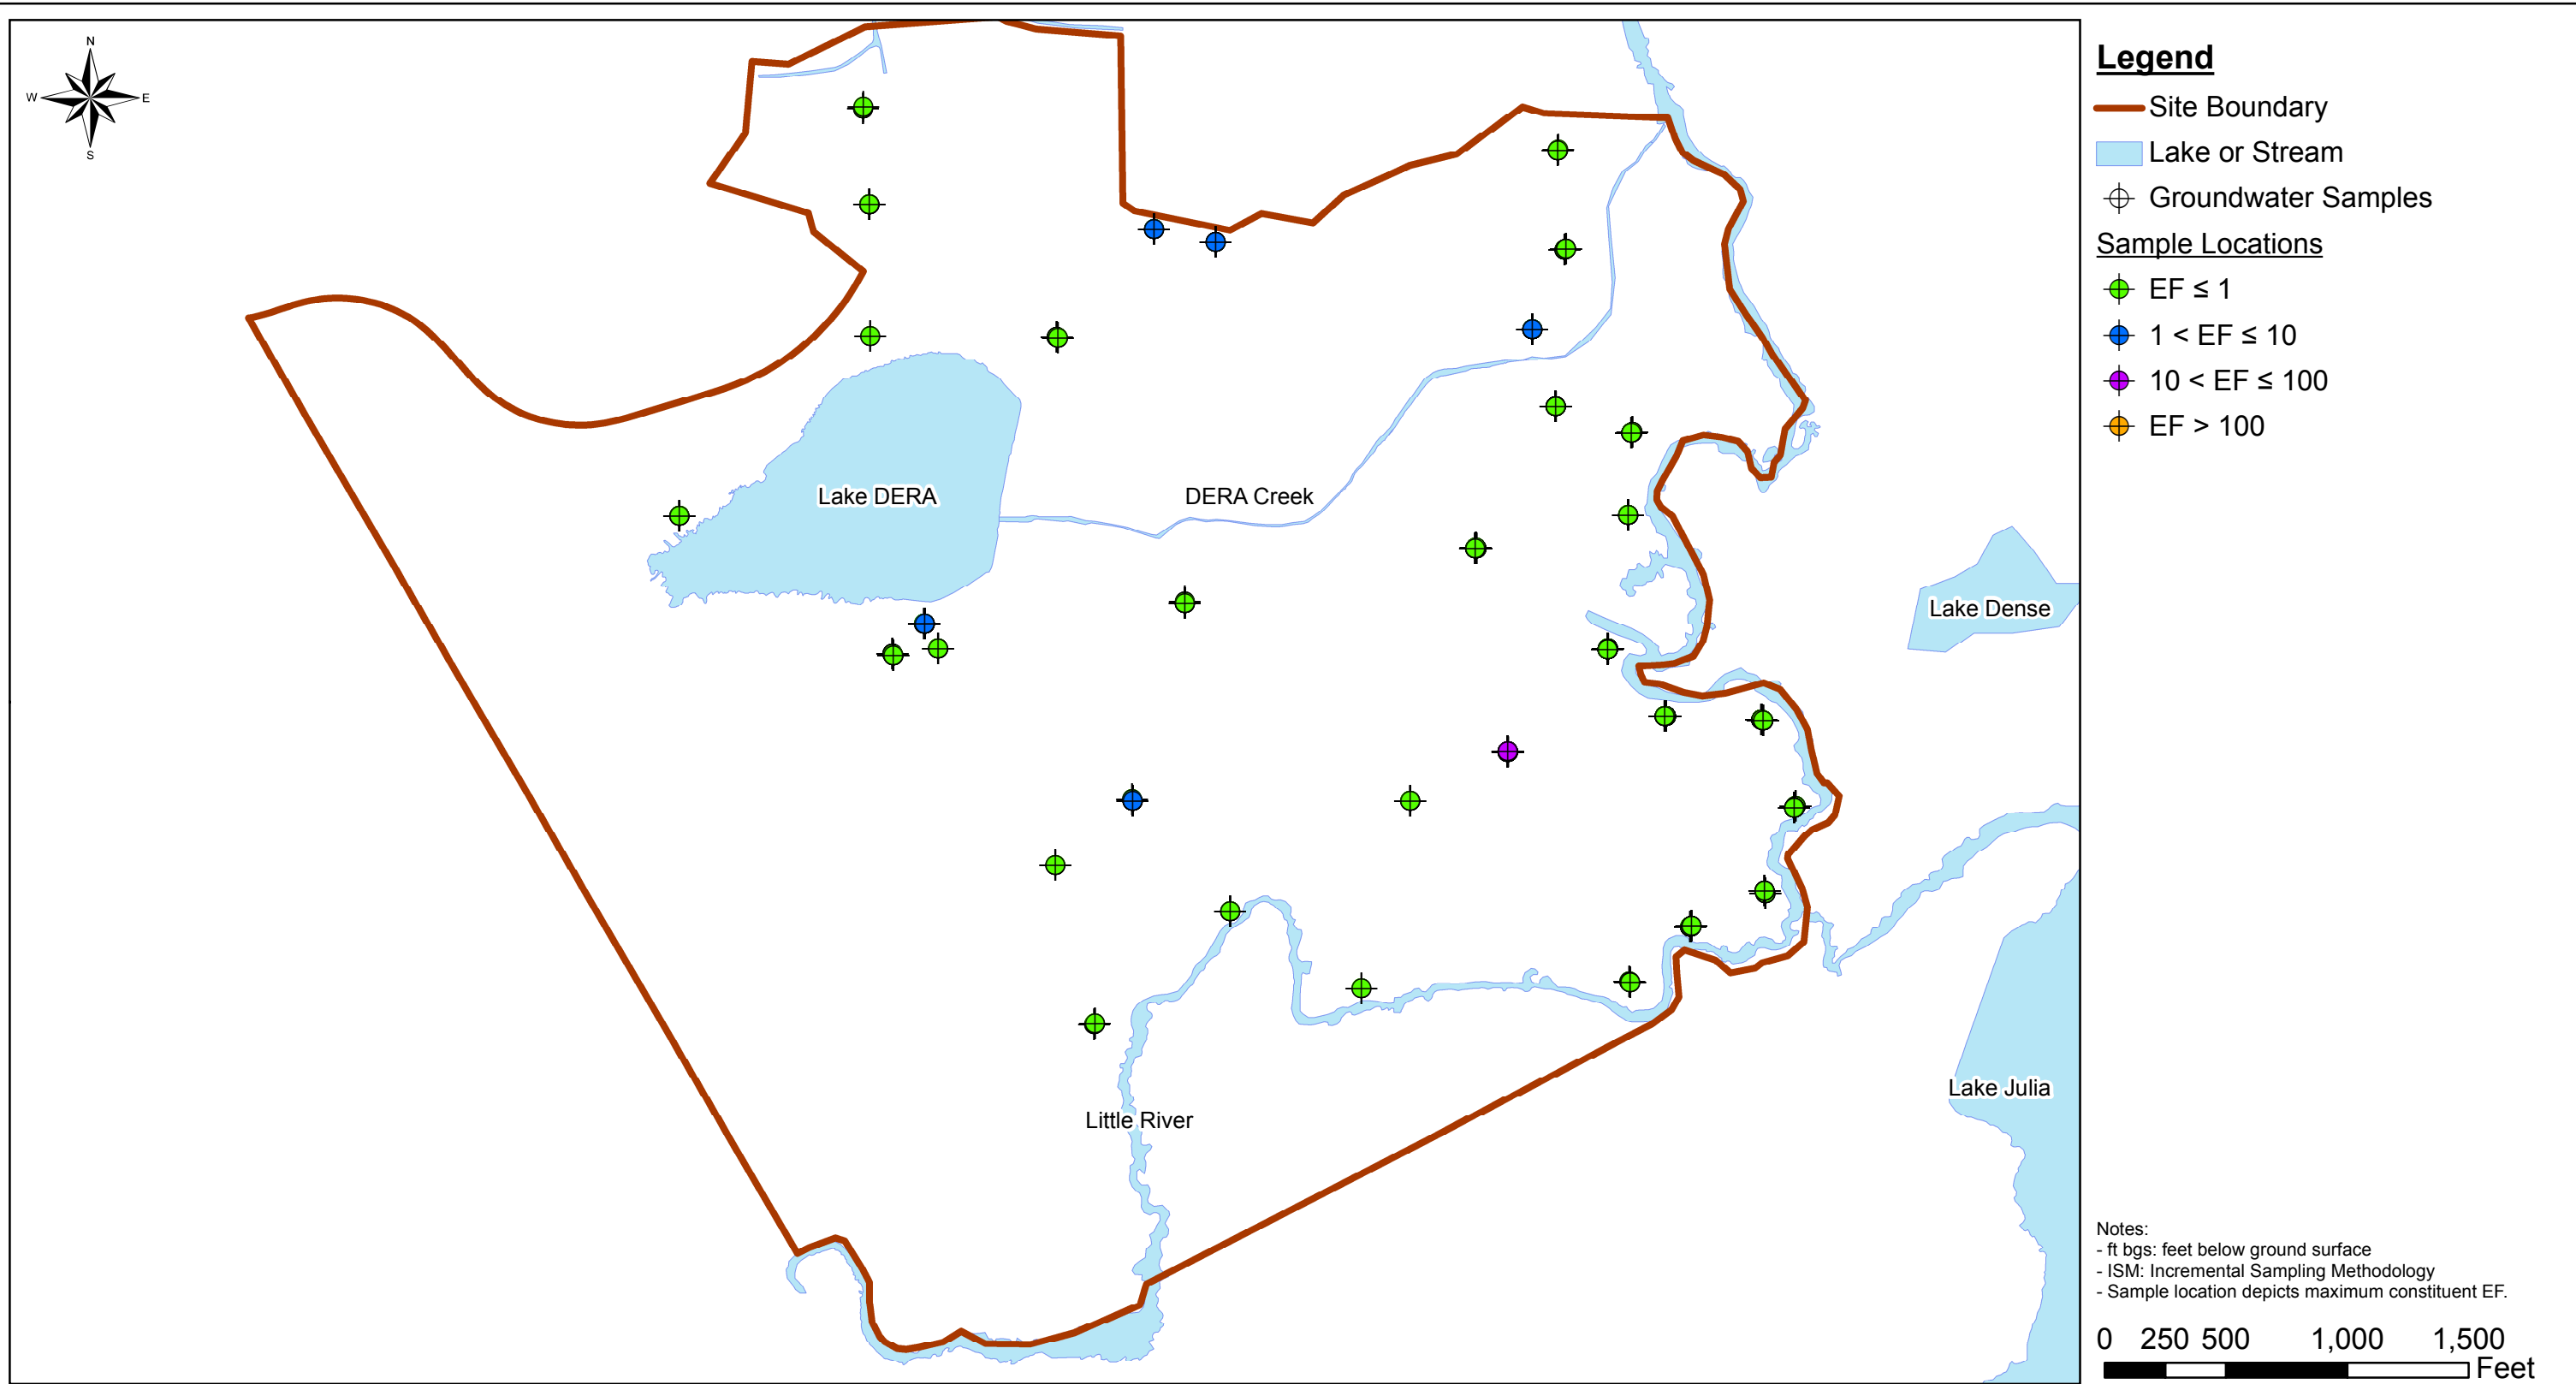 N
W E
S
Lake DERA
DERA Creek
Lake Dense
Lake Julia
Little River
Legend
Site Boundary
Lake or Stream
Groundwater Samples
Sample Locations
EF ≤ 1
1 < EF ≤ 10
10 < EF ≤ 100
EF > 100
Notes:
- ft bgs: feet below ground surface
- ISM: Incremental Sampling Methodology
- Sample location depicts maximum constituent EF.
0 250 500 1,000 1,500
Feet